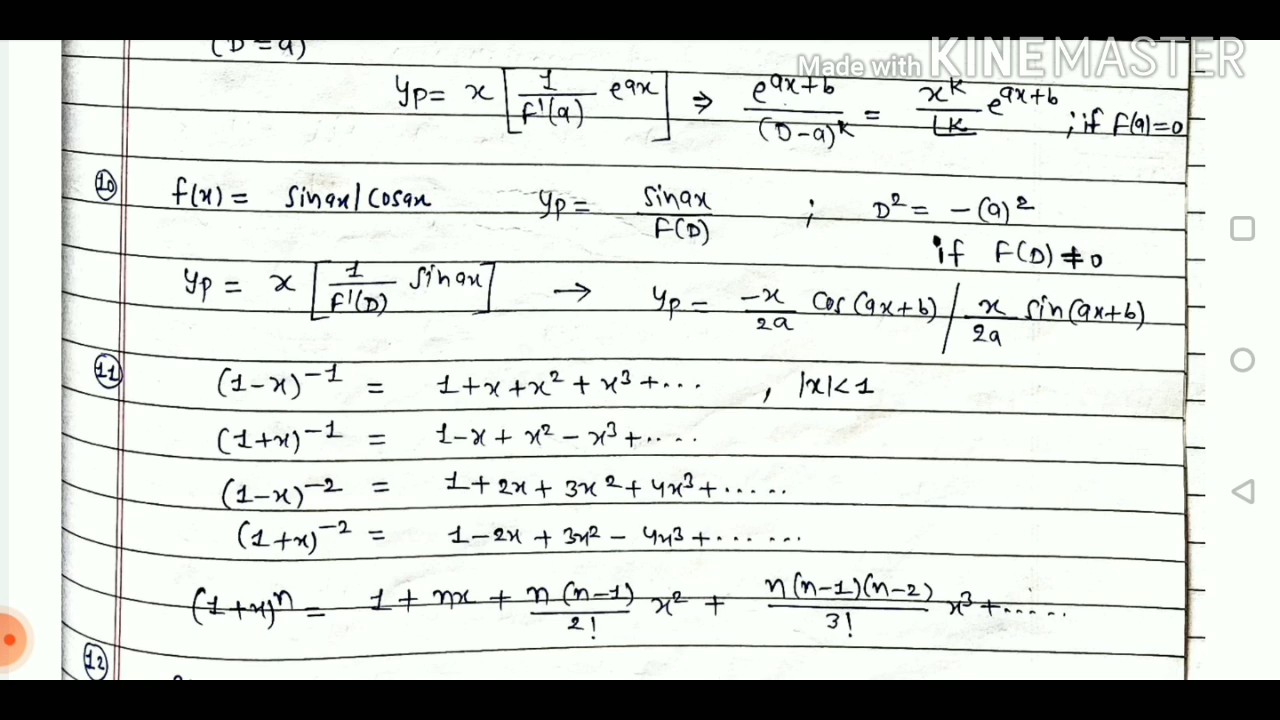 (D=a)
Made with KINEMASTER
yp = x [ 1/F'(a) e^ax ] ⇒ e^(ax+b)/(D-a)^k = x^k/⌊k e^(ax+b) ; if F(a)=0
⑩ f(x) = sinax/cosax yp = sinax/F(D) ; D² = -(a)²
if F(D) ≠ 0
yp = x [ 1/F'(D) sinax ] → yp = -x/2a cos(ax+b) / x/2a sin(ax+b)
⑪ (1-x)^-1 = 1+x+x²+x³+... , |x|<1
(1+x)^-1 = 1-x+x²-x³+....
(1-x)^-2 = 1+2x+3x²+4x³+.....
(1+x)^-2 = 1-2x+3x²-4x³+......
(1+x)^n = 1+nx+n(n-1)/2! x² + n(n-1)(n-2)/3! x³+.....
⑫